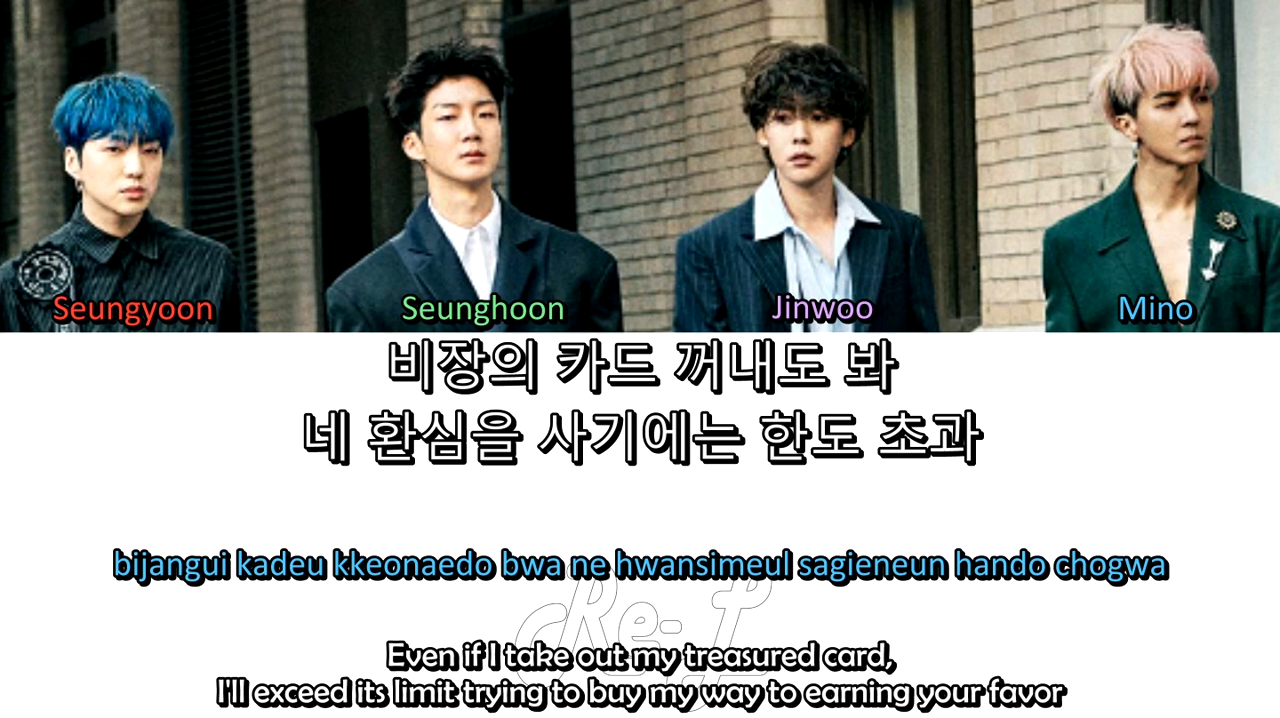 Seungyoon
Seunghoon
Jinwoo
Mino
비장의 카드 꺼내도 봐
네 환심을 사기에는 한도 초과
bijangui kadeu kkeonaedo bwa ne hwansimeul sagieneun hando chogwa
Re-I
Even if I take out my treasured card,
I'll exceed its limit trying to buy my way to earning your favor